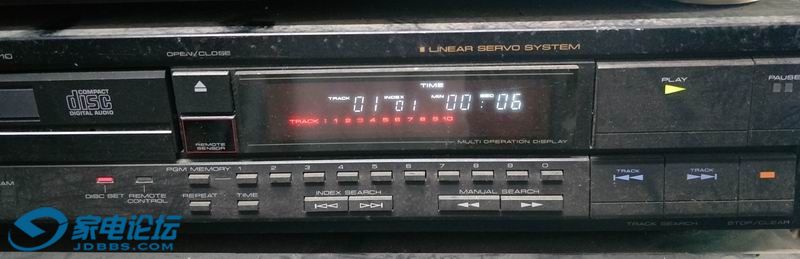 10
OPEN/CLOSE
LINEAR SERVO SYSTEM
COMPACT
disc
DIGITAL AUDIO
REMOTE
SENSOR
TIME
TRACK 01 INDEX 01 MIN 00 : SEC 06
TRACK 1 2 3 4 5 6 7 8 9 10
MULTI OPERATION DISPLAY
PLAY
PAUSE
PGM MEMORY 1 2 3 4 5 6 7 8 9 0
DISC SET
REMOTE
CONTROL
REPEAT
TIME
INDEX SEARCH
MANUAL SEARCH
TRACK
TRACK
TRACK SEARCH
STOP/CLEAR
家电论坛
JDBBS.COM